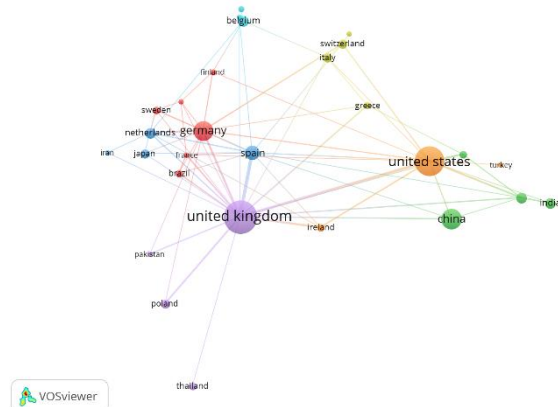 belgium
switzerland
italy
finland
greece
sweden
netherlands
germany
iran
japan
france
spain
brazil
united states
turkey
india
united kingdom
ireland
china
pakistan
poland
thailand
VOSviewer